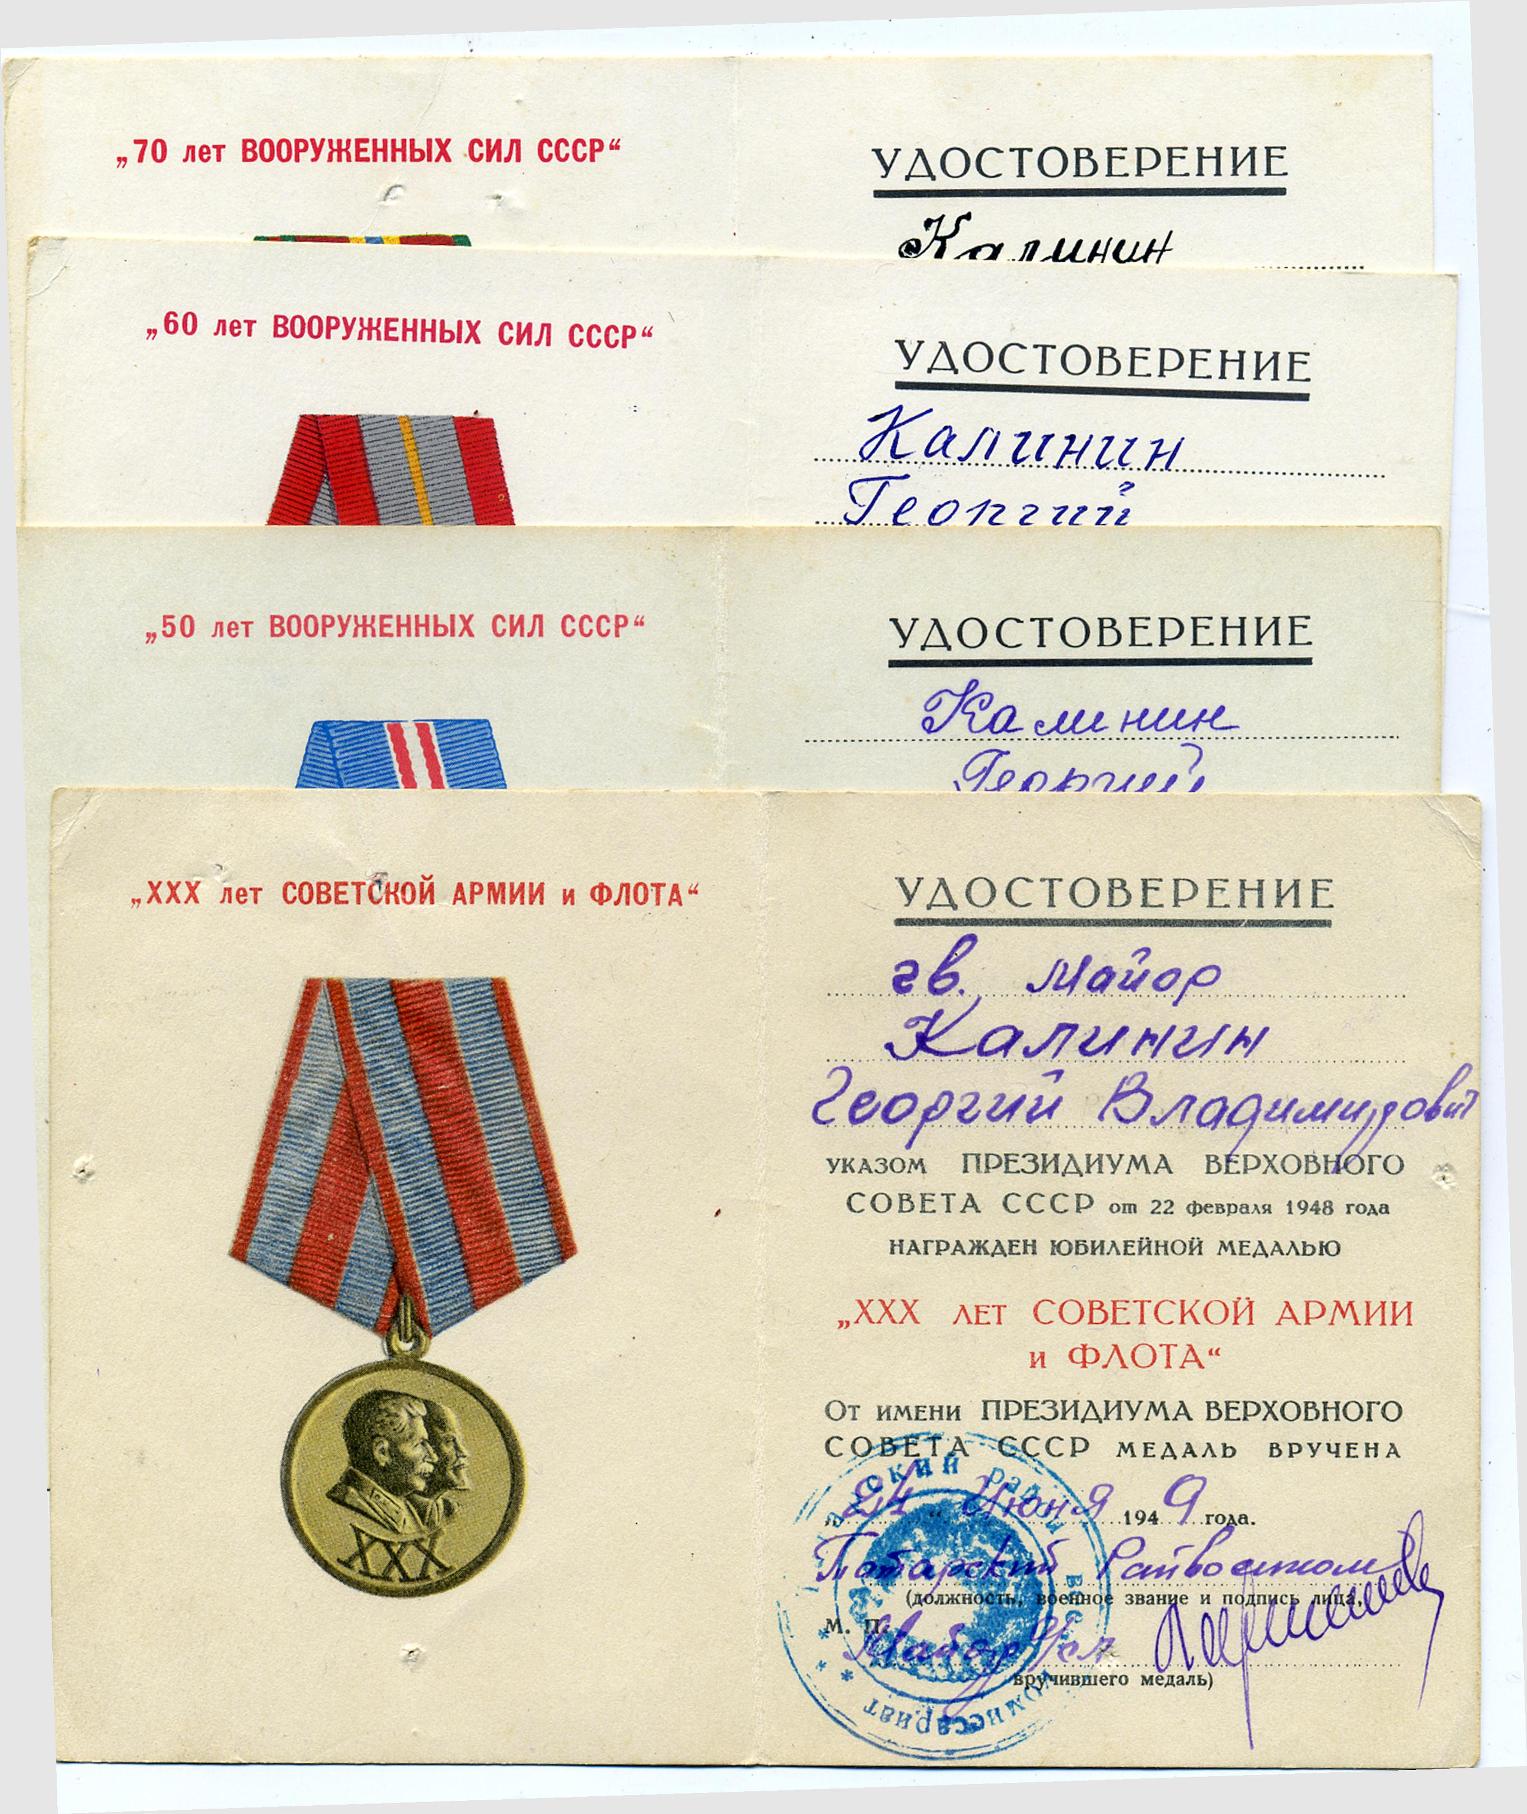 „70 лет ВООРУЖЕННЫХ СИЛ СССР“
УДОСТОВЕРЕНИЕ
Калинин
„60 лет ВООРУЖЕННЫХ СИЛ СССР“
УДОСТОВЕРЕНИЕ
Калинин
Георгий
„50 лет ВООРУЖЕННЫХ СИЛ СССР“
УДОСТОВЕРЕНИЕ
Калинин
Георгий
„XXX лет СОВЕТСКОЙ АРМИИ и ФЛОТА“
XXX
УДОСТОВЕРЕНИЕ
гв. майор
Калинин
Георгий Владимирович
УКАЗОМ ПРЕЗИДИУМА ВЕРХОВНОГО
СОВЕТА СССР от 22 февраля 1948 года
НАГРАЖДЕН ЮБИЛЕЙНОЙ МЕДАЛЬЮ
„XXX ЛЕТ СОВЕТСКОЙ АРМИИ
и ФЛОТА“
ОТ ИМЕНИ ПРЕЗИДИУМА ВЕРХОВНОГО
СОВЕТА СССР МЕДАЛЬ ВРУЧЕНА
„24“ Июня 1949 года.
Татарский Райвоенком
(должность, военное звание и подпись лица,
М. П. Майор
вручившего медаль)